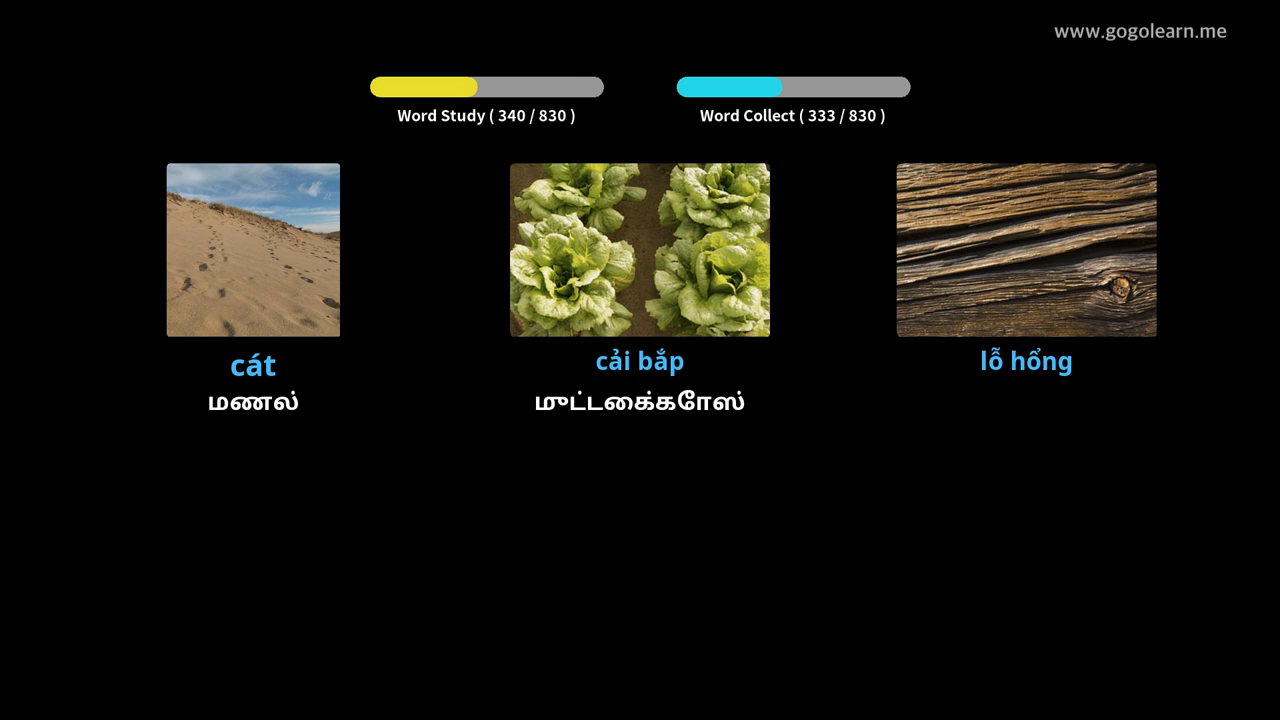 www.gogolearn.me
Word Study ( 340 / 830 )
Word Collect ( 333 / 830 )
cát
மணல்
cải bắp
முட்டைக்கோஸ்
lỗ hổng